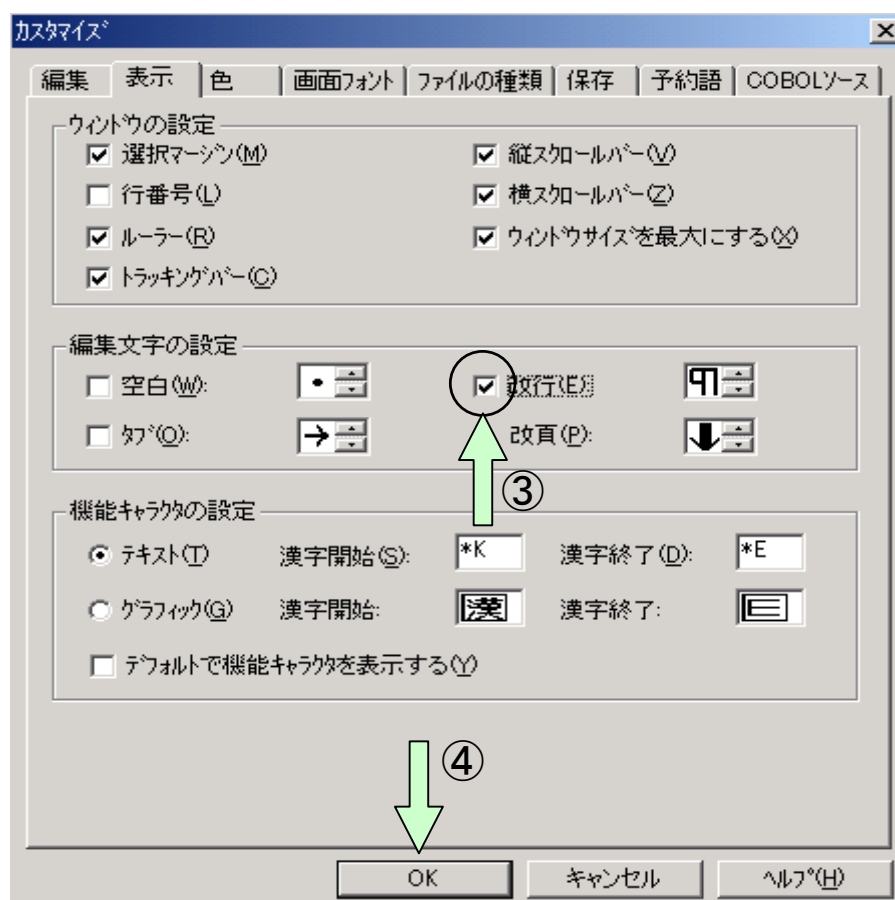 カスタマイズ
編集 表示 色 画面フォント ファイルの種類 保存 予約語 COBOLソース
ウィンドウの設定
選択マージン(M) 縦スクロールバー(V)
行番号(L) 横スクロールバー(Z)
ルーラー(R) ウィンドウサイズを最大にする(X)
トラッキングバー(C)
編集文字の設定
空白(W): 改行(E):
タブ(O): 改頁(P):
③
機能キャラクタの設定
テキスト(T) 漢字開始(S): *K 漢字終了(D): *E
グラフィック(G) 漢字開始: 漢 漢字終了: E
デフォルトで機能キャラクタを表示する(Y)
④
OK キャンセル ヘルプ(H)